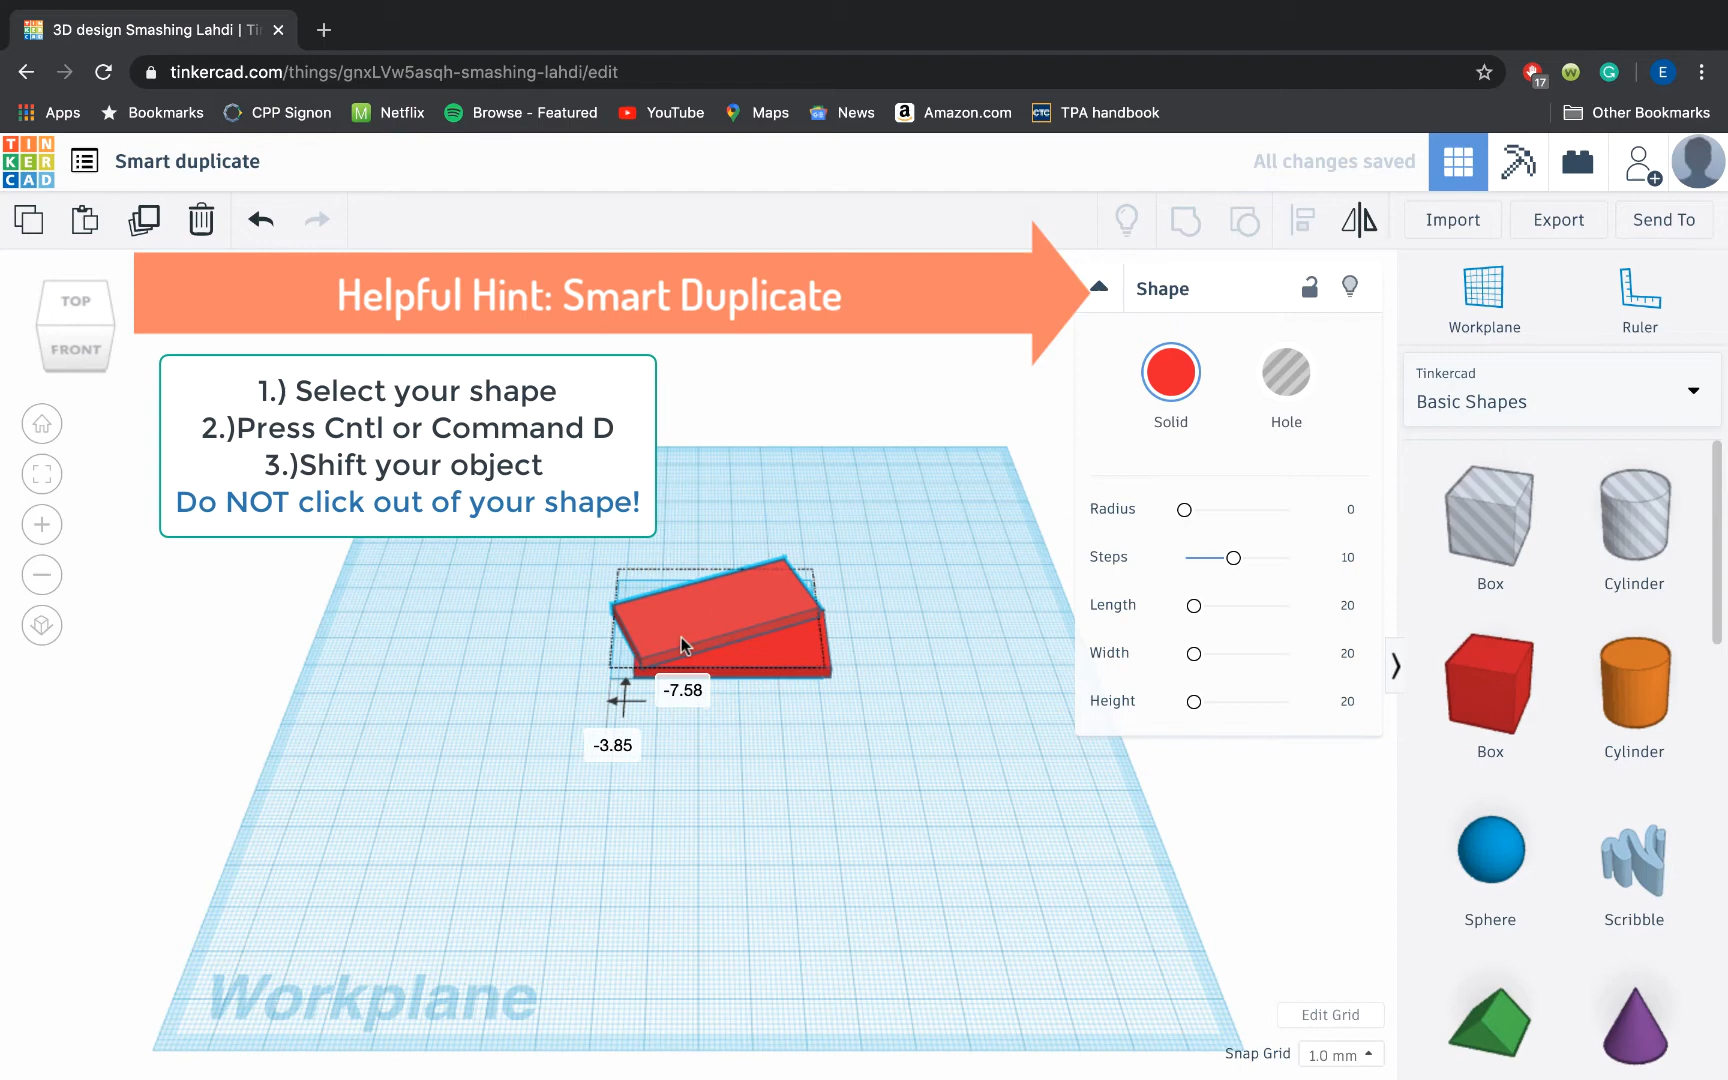 3D design Smashing Lahdi | Ti
tinkercad.com/things/gnxLVw5asqh-smashing-lahdi/edit
17
W
G
E
Apps
Bookmarks
CPP Signon
M Netflix
Browse - Featured
YouTube
Maps
News
a Amazon.com
CTC TPA handbook
Other Bookmarks
TIN
KER
CAD
Smart duplicate
All changes saved
Import
Export
Send To
TOP
FRONT
Helpful Hint: Smart Duplicate
1.) Select your shape
2.)Press Cntl or Command D
3.)Shift your object
Do NOT click out of your shape!
Shape
Solid
Hole
Radius 0
Steps 10
Length 20
Width 20
Height 20
-7.58
-3.85
Workplane
Edit Grid
Snap Grid 1.0 mm
Workplane
Ruler
Tinkercad
Basic Shapes
Box
Cylinder
Box
Cylinder
Sphere
Scribble